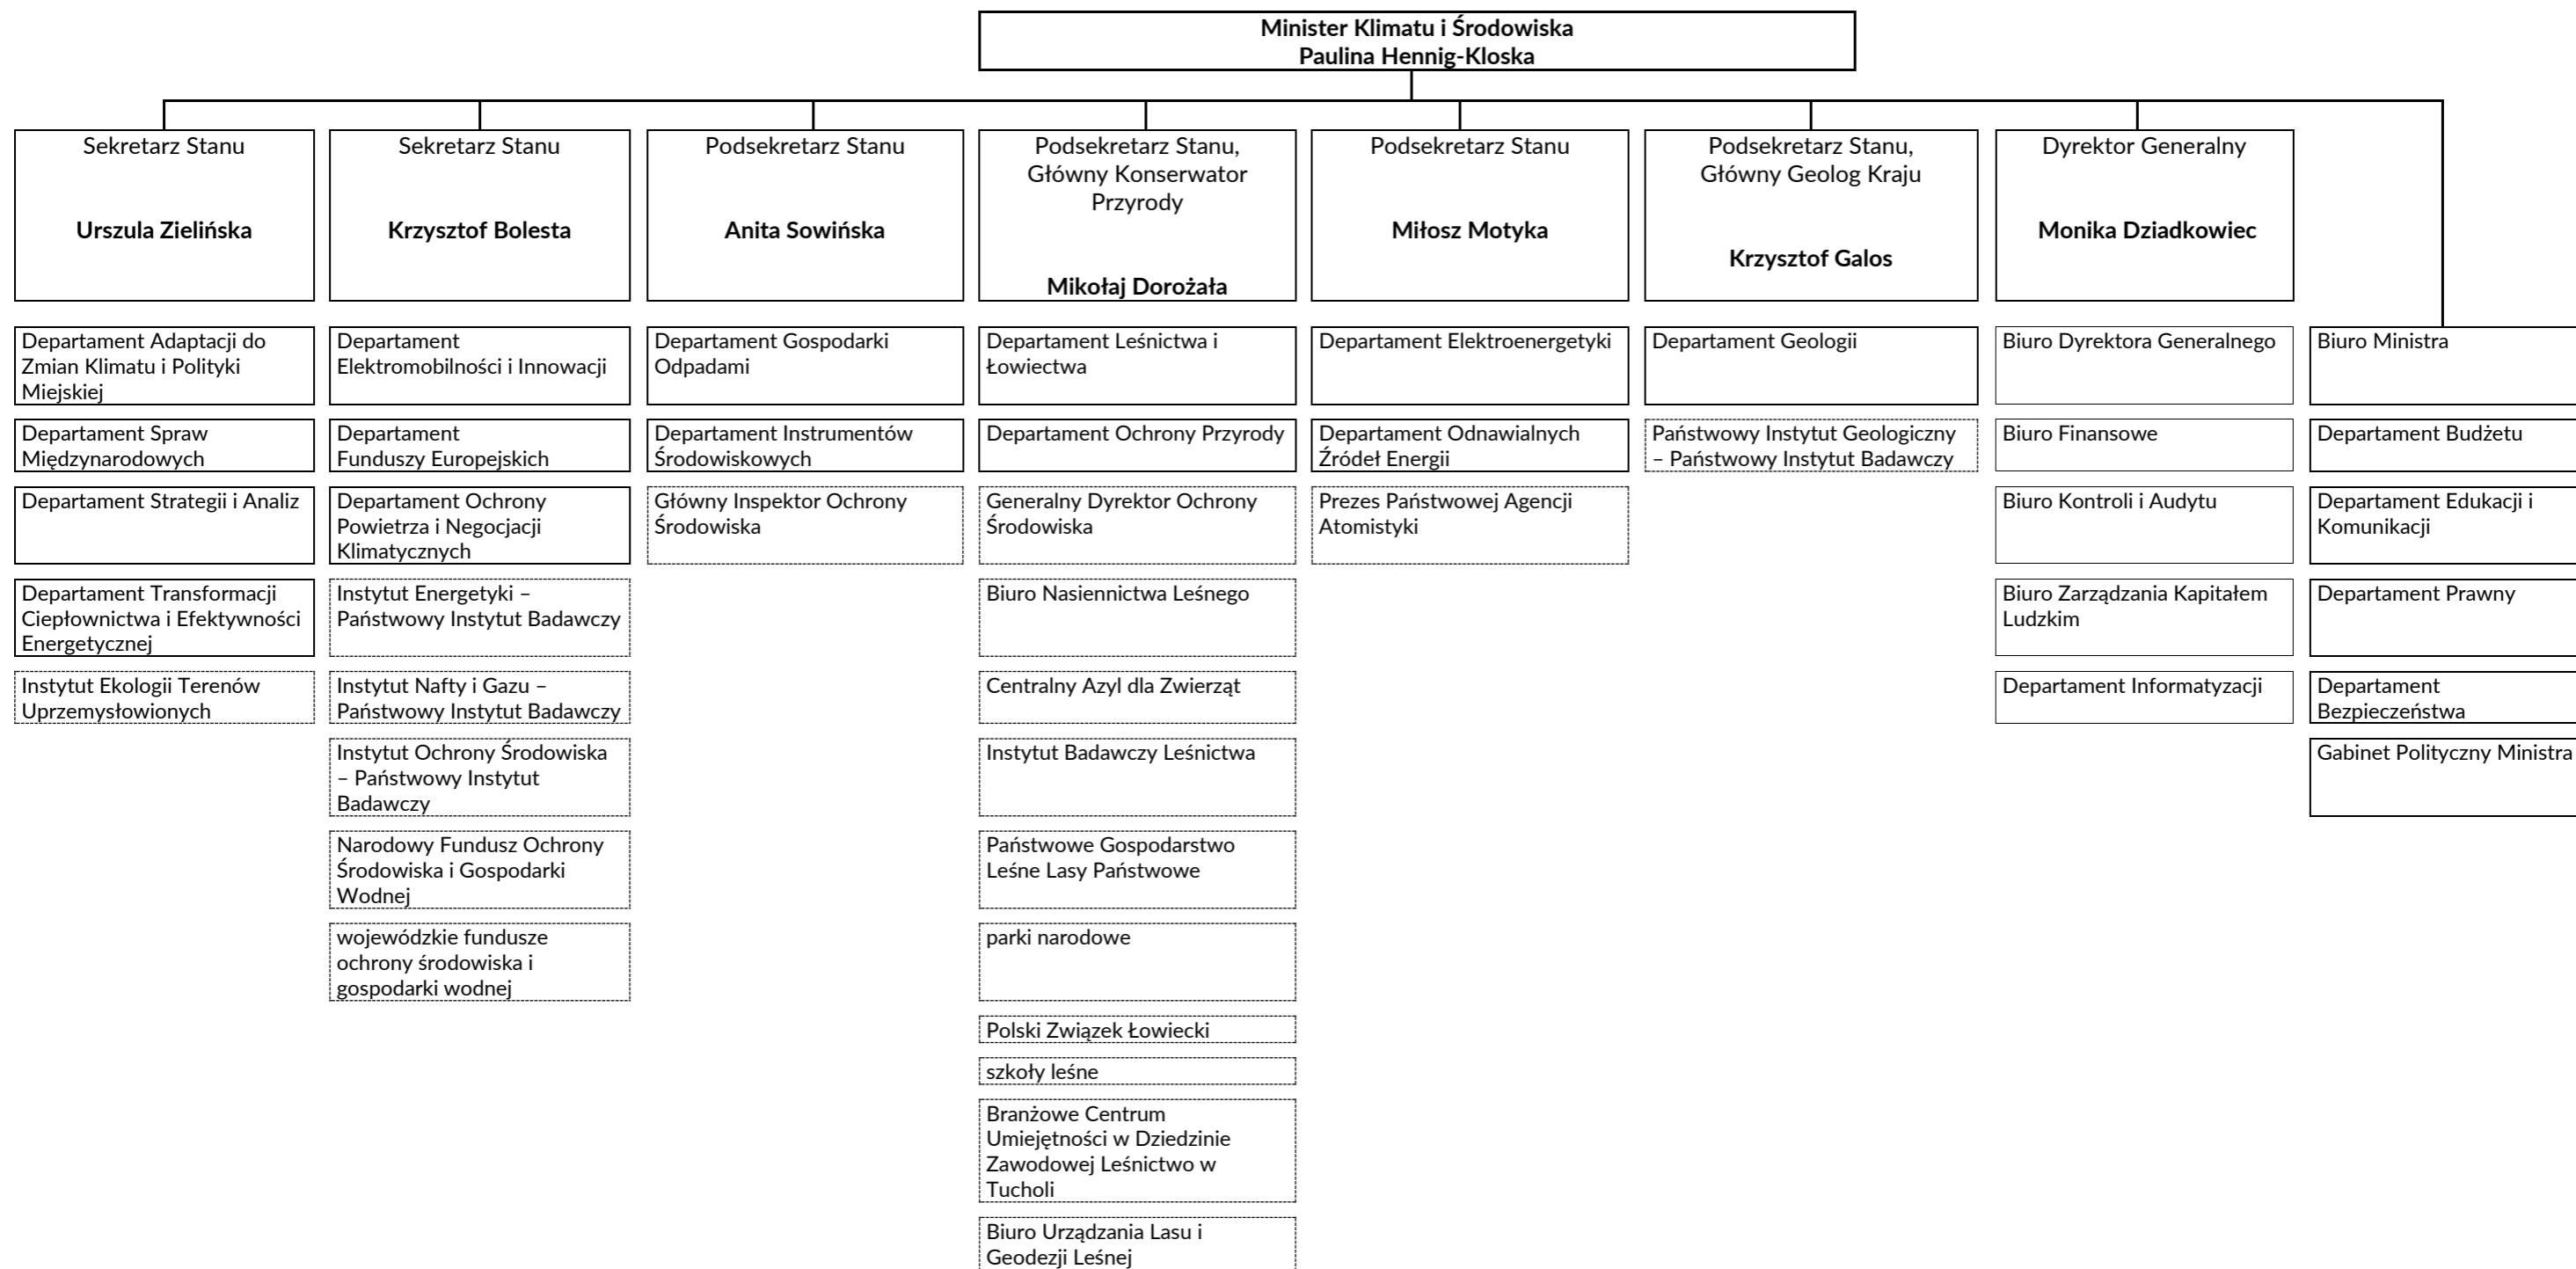 Minister Klimatu i Środowiska
Paulina Hennig-Kloska
Sekretarz Stanu
Urszula Zielińska
Sekretarz Stanu
Krzysztof Bolesta
Podsekretarz Stanu
Anita Sowińska
Podsekretarz Stanu,
Główny Konserwator
Przyrody
Mikołaj Dorożała
Podsekretarz Stanu
Miłosz Motyka
Podsekretarz Stanu,
Główny Geolog Kraju
Krzysztof Galos
Dyrektor Generalny
Monika Dziadkowiec
Departament Adaptacji do
Zmian Klimatu i Polityki
Miejskiej
Departament Spraw
Międzynarodowych
Departament Strategii i Analiz
Departament Transformacji
Ciepłownictwa i Efektywności
Energetycznej
Instytut Ekologii Terenów
Uprzemysłowionych
Departament
Elektromobilności i Innowacji
Departament
Funduszy Europejskich
Departament Ochrony
Powietrza i Negocjacji
Klimatycznych
Instytut Energetyki –
Państwowy Instytut Badawczy
Instytut Nafty i Gazu –
Państwowy Instytut Badawczy
Instytut Ochrony Środowiska
– Państwowy Instytut
Badawczy
Narodowy Fundusz Ochrony
Środowiska i Gospodarki
Wodnej
wojewódzkie fundusze
ochrony środowiska i
gospodarki wodnej
Departament Gospodarki
Odpadami
Departament Instrumentów
Środowiskowych
Główny Inspektor Ochrony
Środowiska
Departament Leśnictwa i
Łowiectwa
Departament Ochrony Przyrody
Generalny Dyrektor Ochrony
Środowiska
Biuro Nasiennictwa Leśnego
Centralny Azyl dla Zwierząt
Instytut Badawczy Leśnictwa
Państwowe Gospodarstwo
Leśne Lasy Państwowe
parki narodowe
Polski Związek Łowiecki
szkoły leśne
Branżowe Centrum
Umiejętności w Dziedzinie
Zawodowej Leśnictwo w
Tucholi
Biuro Urządzania Lasu i
Geodezji Leśnej
Departament Elektroenergetyki
Departament Odnawialnych
Źródeł Energii
Prezes Państwowej Agencji
Atomistyki
Departament Geologii
Państwowy Instytut Geologiczny
– Państwowy Instytut Badawczy
Biuro Dyrektora Generalnego
Biuro Finansowe
Biuro Kontroli i Audytu
Biuro Zarządzania Kapitałem
Ludzkim
Departament Informatyzacji
Biuro Ministra
Departament Budżetu
Departament Edukacji i
Komunikacji
Departament Prawny
Departament
Bezpieczeństwa
Gabinet Polityczny Ministra